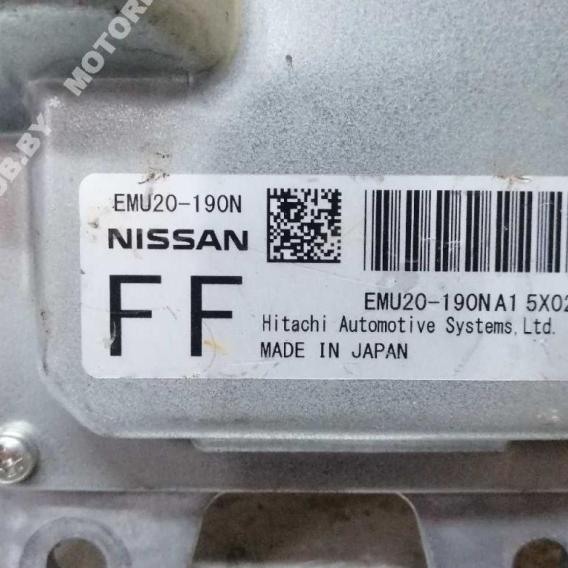 EMU20-190N
NISSAN
FF
EMU20-190NA1 5X02
Hitachi Automotive Systems,Ltd.
MADE IN JAPAN